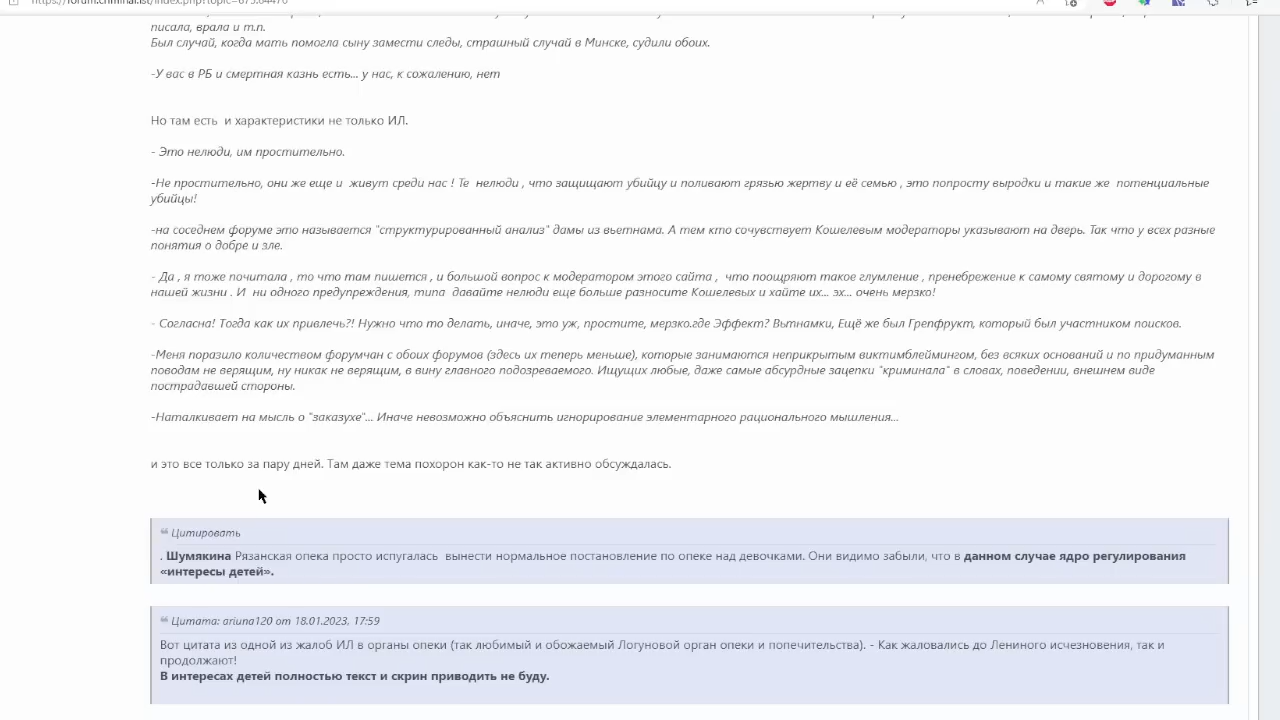 писала, врала и т.п.
Был случай, когда мать помогла сыну замести следы, страшный случай в Минске, судили обоих.
-У вас в РБ и смертная казнь есть... у нас, к сожалению, нет
Но там есть  и характеристики не только ИЛ.
- Это нелюди, им простительно.
-Не простительно, они же еще и  живут среди нас ! Те  нелюди , что защищают убийцу и поливают грязью жертву и её семью , это попросту выродки и такие же  потенциальные
убийцы!
-на соседнем форуме это называется "структурированный анализ" дамы из вьетнама. А тем кто сочувствует Кошелевым модераторы указывают на дверь. Так что у всех разные
понятия о добре и зле.
- Да , я тоже почитала , то что там пишется , и большой вопрос к модератором этого сайта ,  что поощряют такое глумление , пренебрежение к самому святому и дорогому в
нашей жизни . И  ни одного предупреждения, типа  давайте нелюди еще больше разносите Кошелевых и хайте их... эх... очень мерзко!
- Согласна! Тогда как их привлечь?! Нужно что то делать, иначе, это уж, простите, мерзко.где Эффект? Вытнамки, Ещё же был Грепфрукт, который был участником поисков.
-Меня поразило количеством форумчан с обоих форумов (здесь их теперь меньше), которые занимаются неприкрытым виктимблеймингом, без всяких оснований и по придуманным
поводам не верящим, ну никак не верящим, в вину главного подозреваемого. Ищущих любые, даже самые абсурдные зацепки "криминала" в словах, поведении, внешнем виде
пострадавшей стороны.
-Наталкивает на мысль о "заказухе"... Иначе невозможно объяснить игнорирование элементарного рационального мышления...
и это все только за пару дней. Там даже тема похорон как-то не так активно обсуждалась.
Цитировать
. Шумякина Рязанская опека просто испугалась  вынести нормальное постановление по опеке над девочками. Они видимо забыли, что в данном случае ядро регулирования
«интересы детей».
Цитата: ariuna120 от 18.01.2023, 17:59
Вот цитата из одной из жалоб ИЛ в органы опеки (так любимый и обожаемый Логуновой орган опеки и попечительства). - Как жаловались до Лениного исчезновения, так и
продолжают!
В интересах детей полностью текст и скрин приводить не буду.